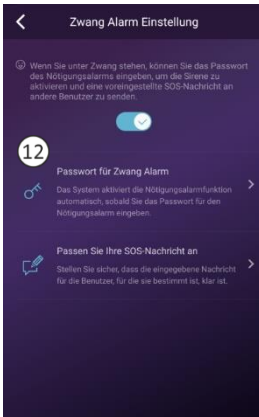 Zwang Alarm Einstellung
Wenn Sie unter Zwang stehen, können Sie das Passwort
des Nötigungsalarms eingeben, um die Sirene zu
aktivieren und eine voreingestellte SOS-Nachricht an
andere Benutzer zu senden.
12
Passwort für Zwang Alarm
Das System aktiviert die Nötigungsalarmfunktion
automatisch, sobald Sie das Passwort für den
Nötigungsalarm eingeben.
Passen Sie Ihre SOS-Nachricht an
Stellen Sie sicher, dass die eingegebene Nachricht
für die Benutzer, für die sie bestimmt ist, klar ist.